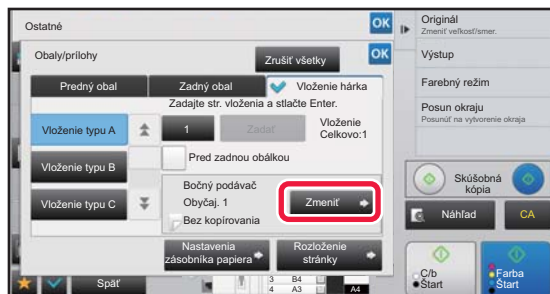 Ostatné
OK
Obaly/prílohy
Zrušiť všetky
OK
Predný obal
Zadný obal
Vloženie hárka
Zadajte str. vloženia a stlačte Enter.
Vloženie typu A
1
Zadať
Vloženie
Celkovo:1
Vloženie typu B
Pred zadnou obálkou
Vloženie typu C
Bočný podávač
Obyčaj. 1
Bez kopírovania
Zmeniť
Nastavenia
zásobníka papiera
Rozloženie
stránky
Späť
3 B4
4 A3
A4
Originál
Zmeniť veľkosť/smer.
Výstup
Farebný režim
Posun okraju
Posunúť na vytvorenie okraja
Skúšobná
kópia
Náhľad
CA
C/b
Štart
Farba
Štart